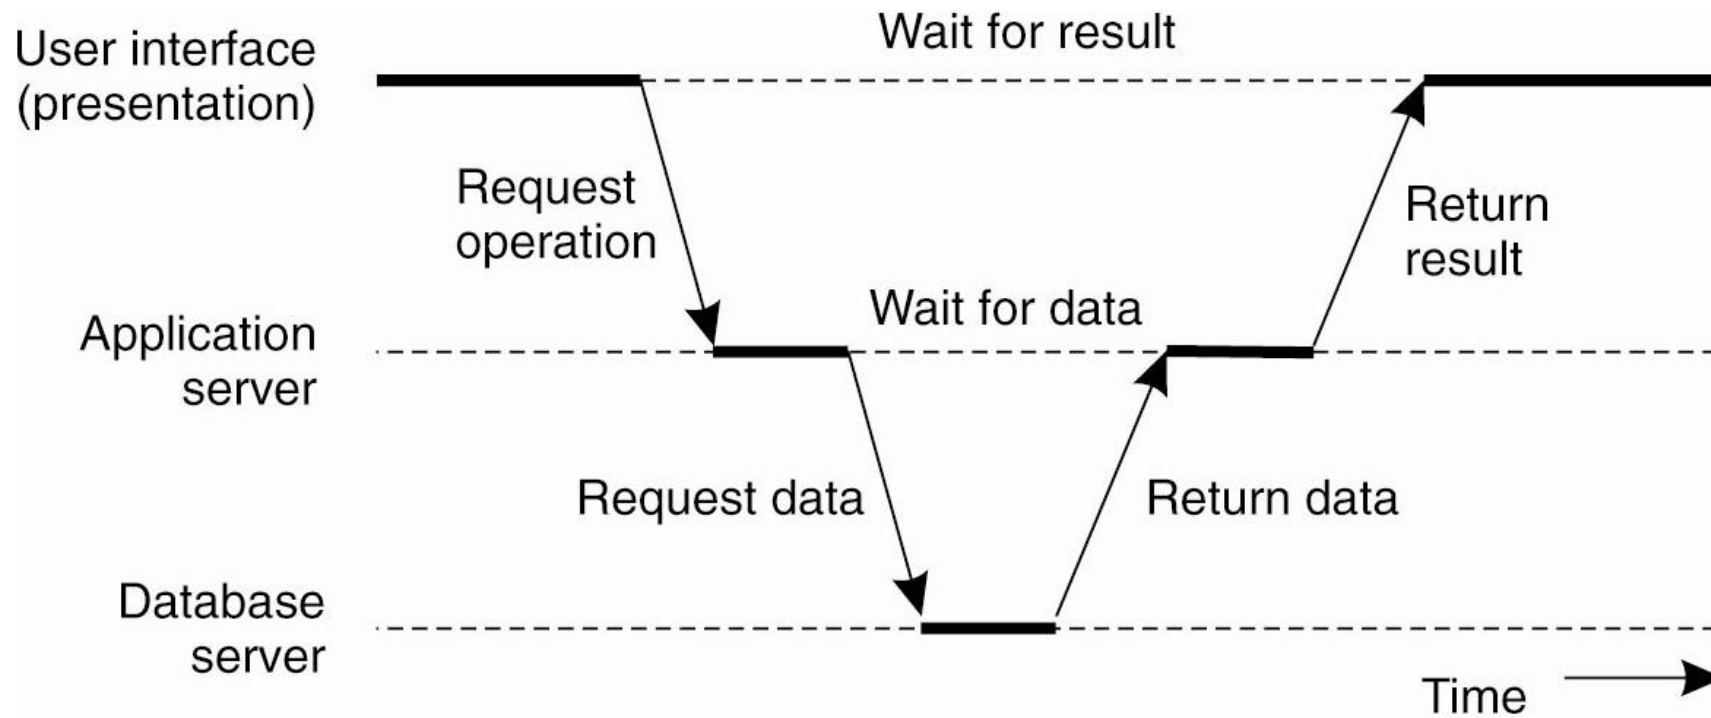 Wait for result
User interface
(presentation)
Request
operation
Return
result
Wait for data
Application
server
Request data
Return data
Database
server
Time